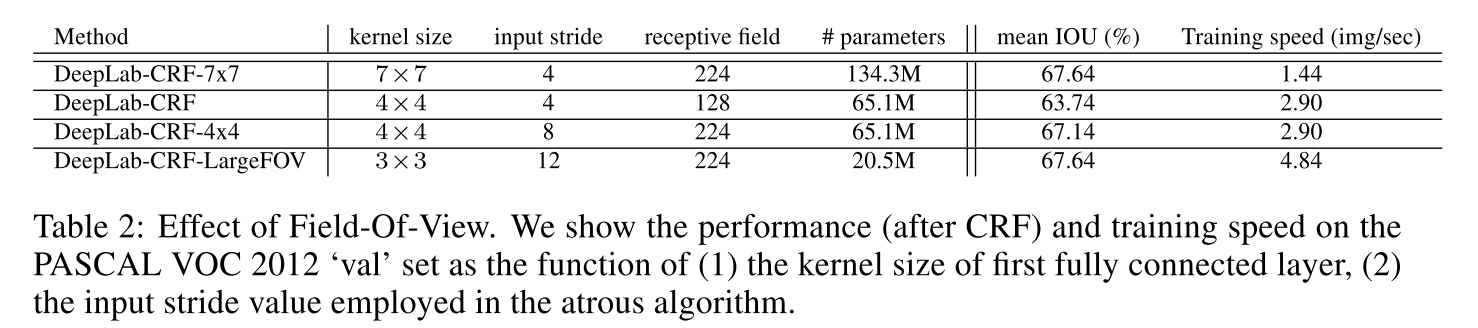 Method kernel size input stride receptive field # parameters mean IOU (%) Training speed (img/sec)
DeepLab-CRF-7x7 7 × 7 4 224 134.3M 67.64 1.44
DeepLab-CRF 4 × 4 4 128 65.1M 63.74 2.90
DeepLab-CRF-4x4 4 × 4 8 224 65.1M 67.14 2.90
DeepLab-CRF-LargeFOV 3 × 3 12 224 20.5M 67.64 4.84
Table 2: Effect of Field-Of-View. We show the performance (after CRF) and training speed on the
PASCAL VOC 2012 ‘val’ set as the function of (1) the kernel size of first fully connected layer, (2)
the input stride value employed in the atrous algorithm.